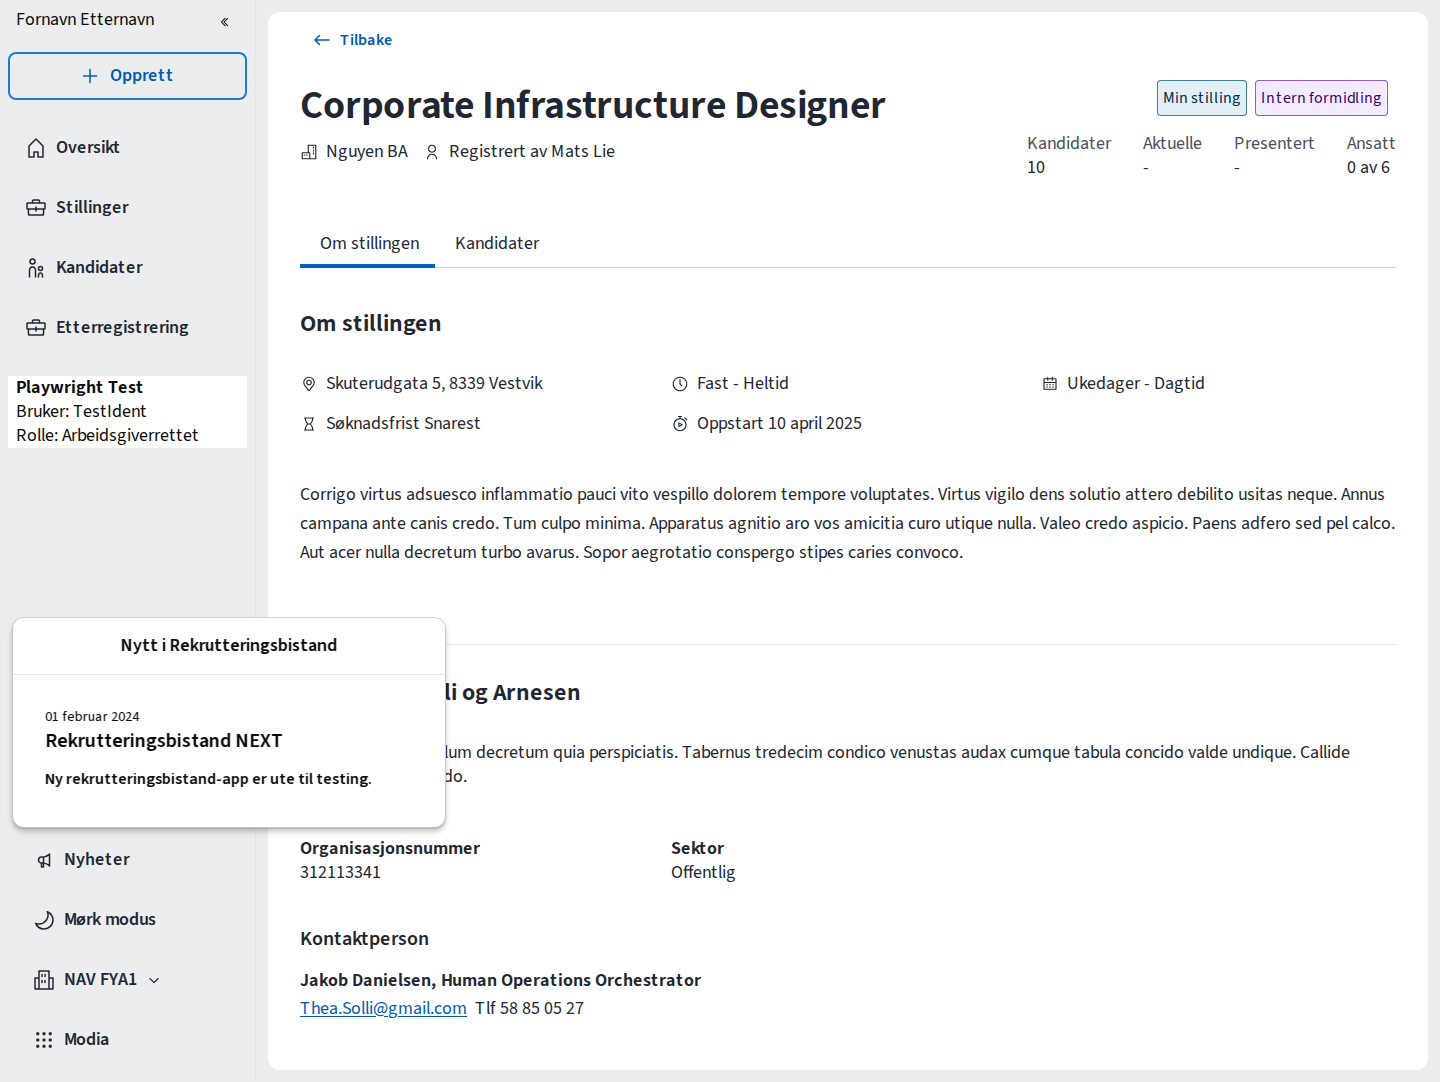 Fornavn Etternavn
Opprett
Oversikt
Stillinger
Kandidater
Etterregistrering
Playwright Test
Bruker: TestIdent
Rolle: Arbeidsgiverrettet
Nytt i Rekrutteringsbistand
01 februar 2024
Rekrutteringsbistand NEXT
Ny rekrutteringsbistand-app er ute til testing.
Nyheter
Mørk modus
NAV FYA1
Modia
Tilbake
Corporate Infrastructure Designer
Min stilling Intern formidling
Nguyen BA Registrert av Mats Lie
Kandidater Aktuelle Presentert Ansatt
10 - - 0 av 6
Om stillingen Kandidater
Om stillingen
Skuterudgata 5, 8339 Vestvik Fast - Heltid Ukedager - Dagtid
Søknadsfrist Snarest Oppstart 10 april 2025
Corrigo virtus adsuesco inflammatio pauci vito vespillo dolorem tempore voluptates. Virtus vigilo dens solutio attero debilito usitas neque. Annus
campana ante canis credo. Tum culpo minima. Apparatus agnitio aro vos amicitia curo utique nulla. Valeo credo aspicio. Paens adfero sed pel calco.
Aut acer nulla decretum turbo avarus. Sopor aegrotatio conspergo stipes caries convoco.
og Arnesen
decretum quia perspiciatis. Tabernus tredecim condico venustas audax cumque tabula concido valde undique. Callide
Organisasjonsnummer Sektor
312113341 Offentlig
Kontaktperson
Jakob Danielsen, Human Operations Orchestrator
Thea.Solli@gmail.com Tlf 58 85 05 27